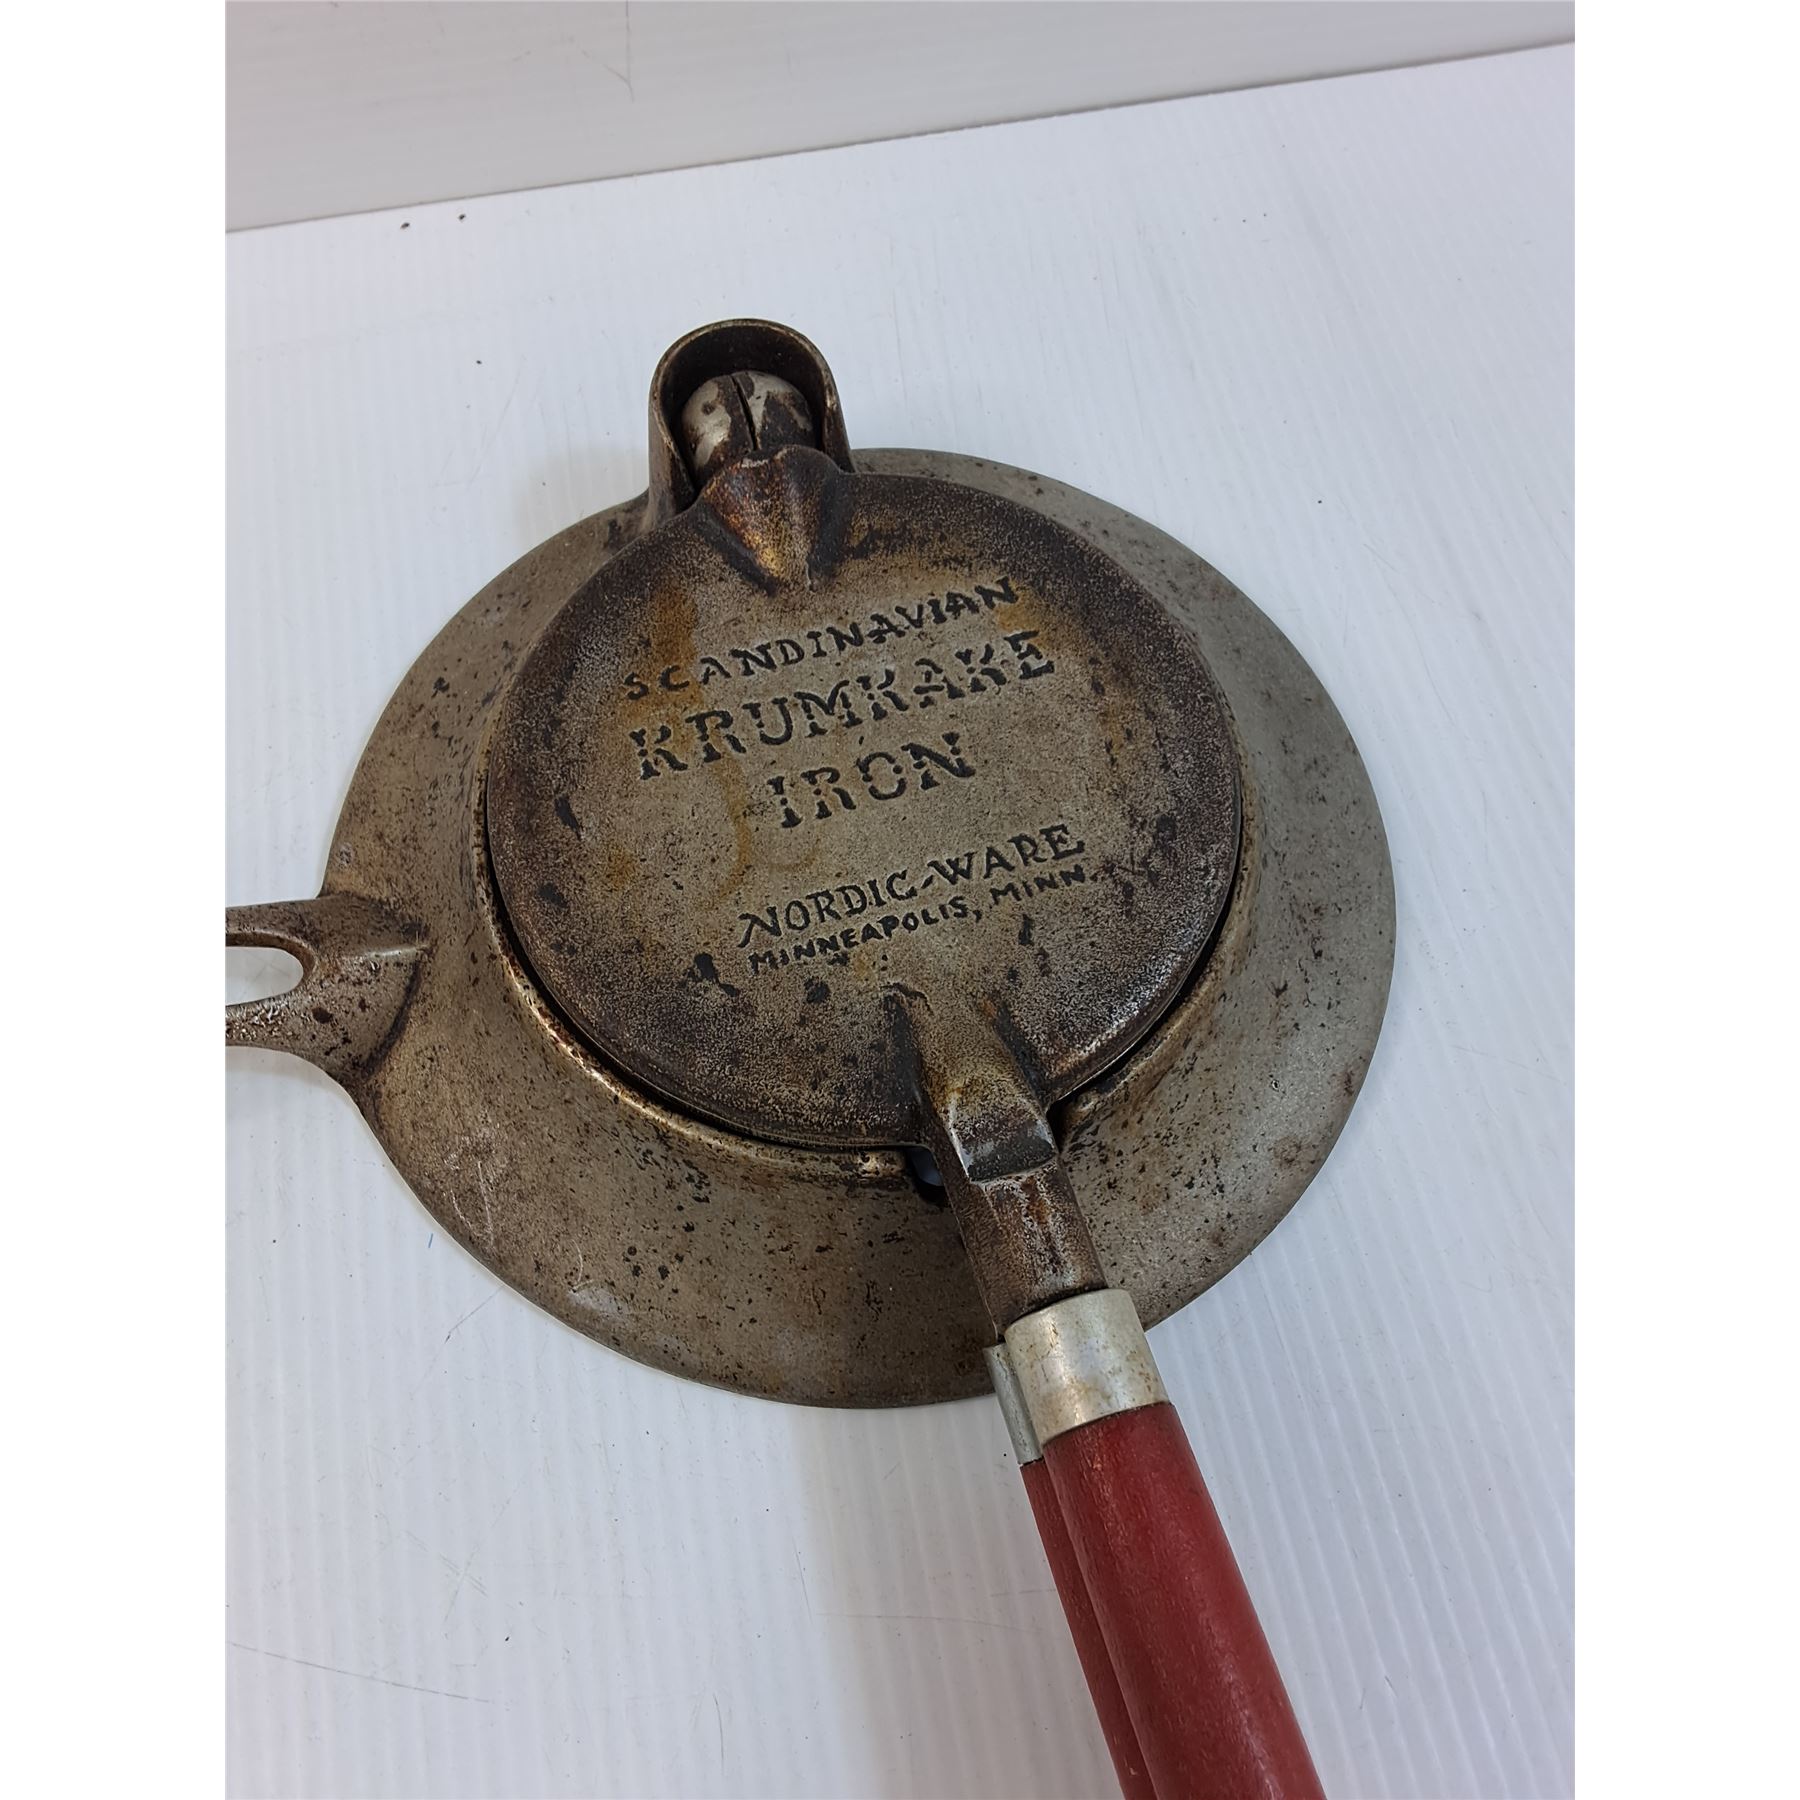 SCANDINAVIAN
KRUMKAKE
IRON
NORDIC-WARE
MINNEAPOLIS, MINN.